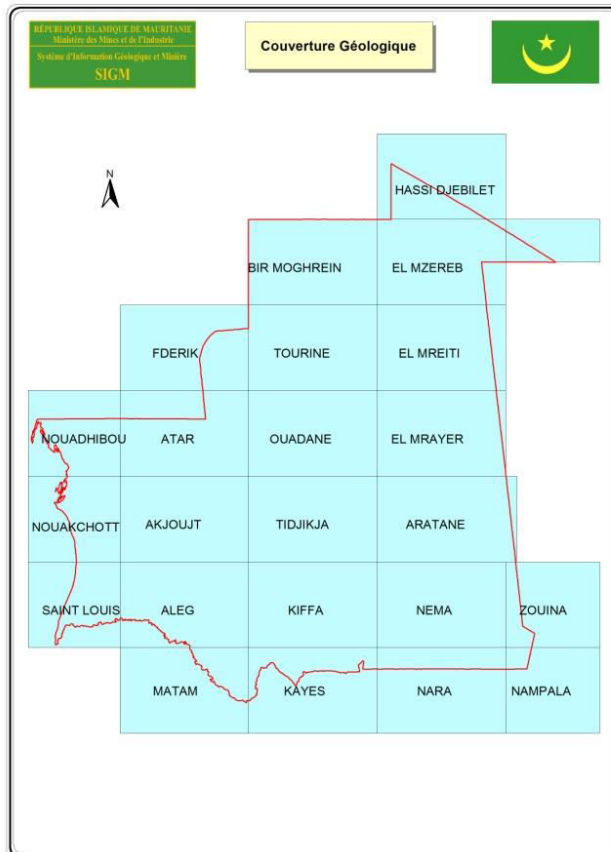 RÉPUBLIQUE ISLAMIQUE DE MAURITANIE
Ministère des Mines et de l'Industrie
Système d'Information Géologique et Minière
SIGM
Couverture Géologique
N
HASSI DJEBILET
BIR MOGHREIN
EL MZEREB
FDERIK
TOURINE
EL MREITI
NOUADHIBOU
ATAR
OUADANE
EL MRAYER
NOUAKCHOTT
AKJOUJT
TIDJIKJA
ARATANE
SAINT LOUIS
ALEG
KIFFA
NEMA
ZOUINA
MATAM
KAYES
NARA
NAMPALA